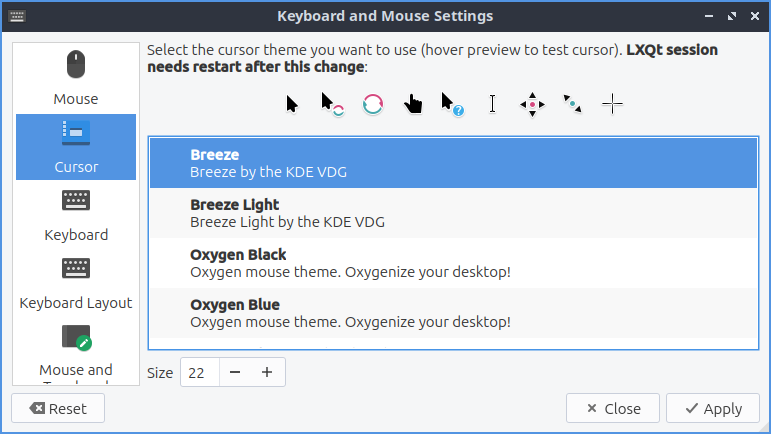 Keyboard and Mouse Settings
Mouse
Cursor
Keyboard
Keyboard Layout
Mouse and
Select the cursor theme you want to use (hover preview to test cursor). LXQt session
needs restart after this change:
Breeze
Breeze by the KDE VDG
Breeze Light
Breeze Light by the KDE VDG
Oxygen Black
Oxygen mouse theme. Oxygenize your desktop!
Oxygen Blue
Oxygen mouse theme. Oxygenize your desktop!
Size 22
Reset
Close
Apply